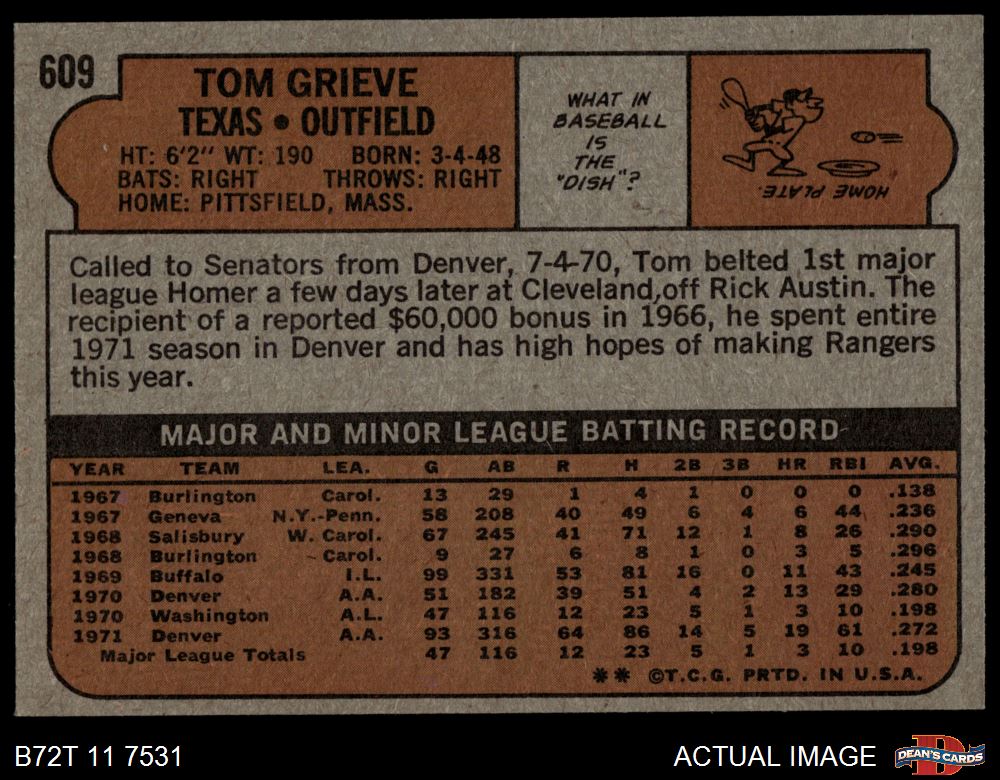 609
TOM GRIEVE
TEXAS • OUTFIELD
HT: 6'2" WT: 190 BORN: 3-4-48
BATS: RIGHT THROWS: RIGHT
HOME: PITTSFIELD, MASS.
WHAT IN
BASEBALL
IS
THE
"DISH"?
HOME PLATE.
Called to Senators from Denver, 7-4-70, Tom belted 1st major
league Homer a few days later at Cleveland,off Rick Austin. The
recipient of a reported $60,000 bonus in 1966, he spent entire
1971 season in Denver and has high hopes of making Rangers
this year.
MAJOR AND MINOR LEAGUE BATTING RECORD
YEAR TEAM LEA. G AB R H 2B 3B HR RBI AVG.
1967 Burlington Carol. 13 29 1 4 1 0 0 0 .138
1967 Geneva N.Y.-Penn. 58 208 40 49 6 4 6 44 .236
1968 Salisbury W. Carol. 67 245 41 71 12 1 8 26 .290
1968 Burlington Carol. 9 27 6 8 1 0 3 5 .296
1969 Buffalo I.L. 99 331 53 81 16 0 11 43 .245
1970 Denver A.A. 51 182 39 51 4 2 13 29 .280
1970 Washington A.L. 47 116 12 23 5 1 3 10 .198
1971 Denver A.A. 93 316 64 86 14 5 19 61 .272
Major League Totals 47 116 12 23 5 1 3 10 .198
** ©T.C.G. PRTD. IN U.S.A.
B72T 11 7531
ACTUAL IMAGE
DEAN'S CARDS